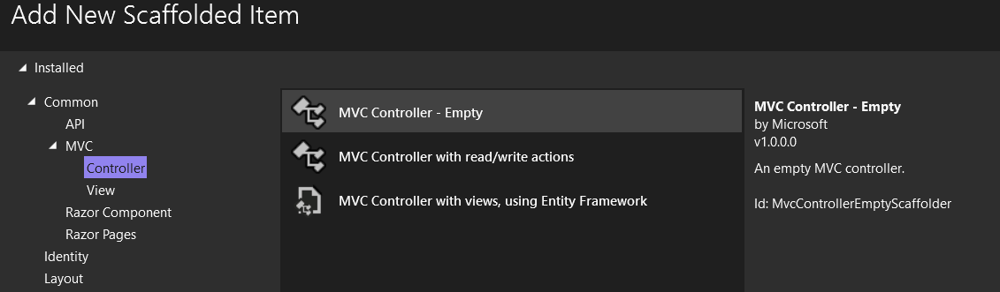 Add New Scaffolded Item
Installed
Common
API
MVC
Controller
View
Razor Component
Razor Pages
Identity
Layout
MVC Controller - Empty
MVC Controller with read/write actions
MVC Controller with views, using Entity Framework
MVC Controller - Empty
by Microsoft
v1.0.0.0
An empty MVC controller.
Id: MvcControllerEmptyScaffolder